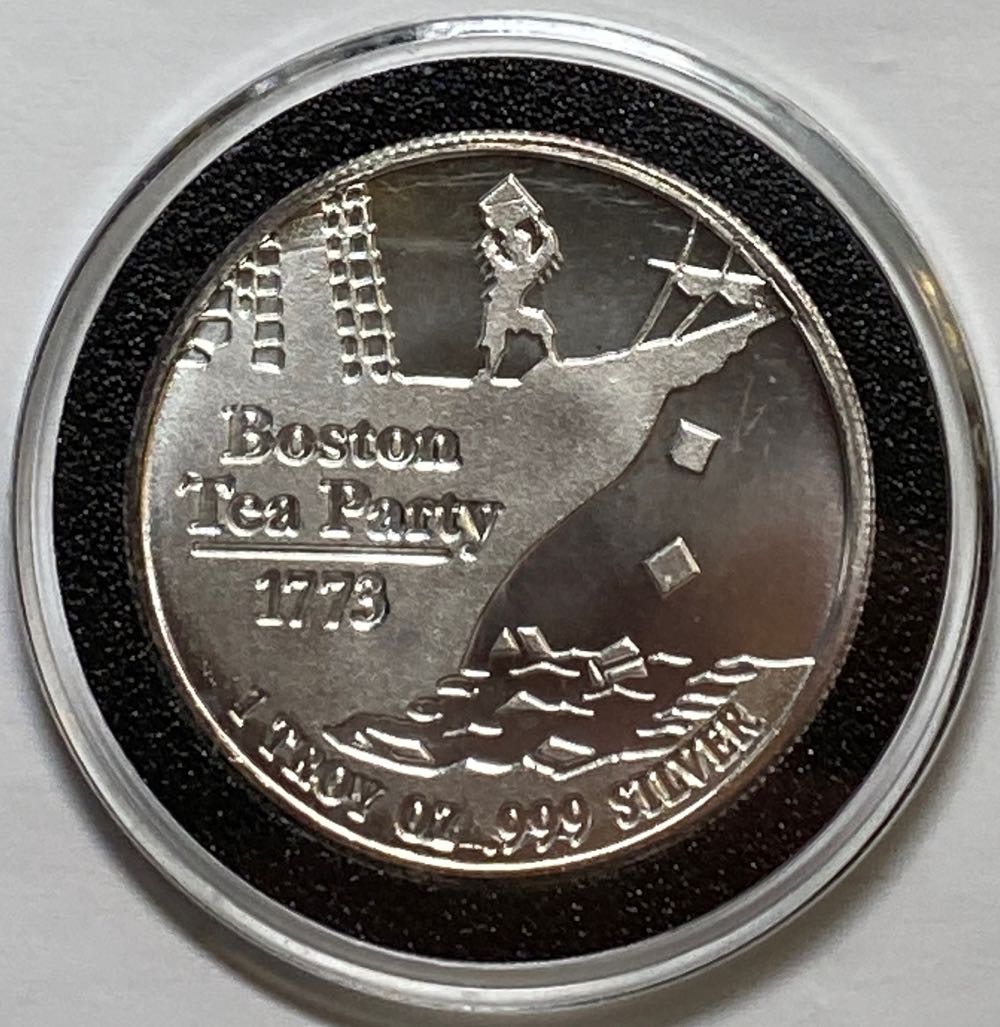 Boston
Tea Party
1773
1 TROY OZ. .999 SILVER